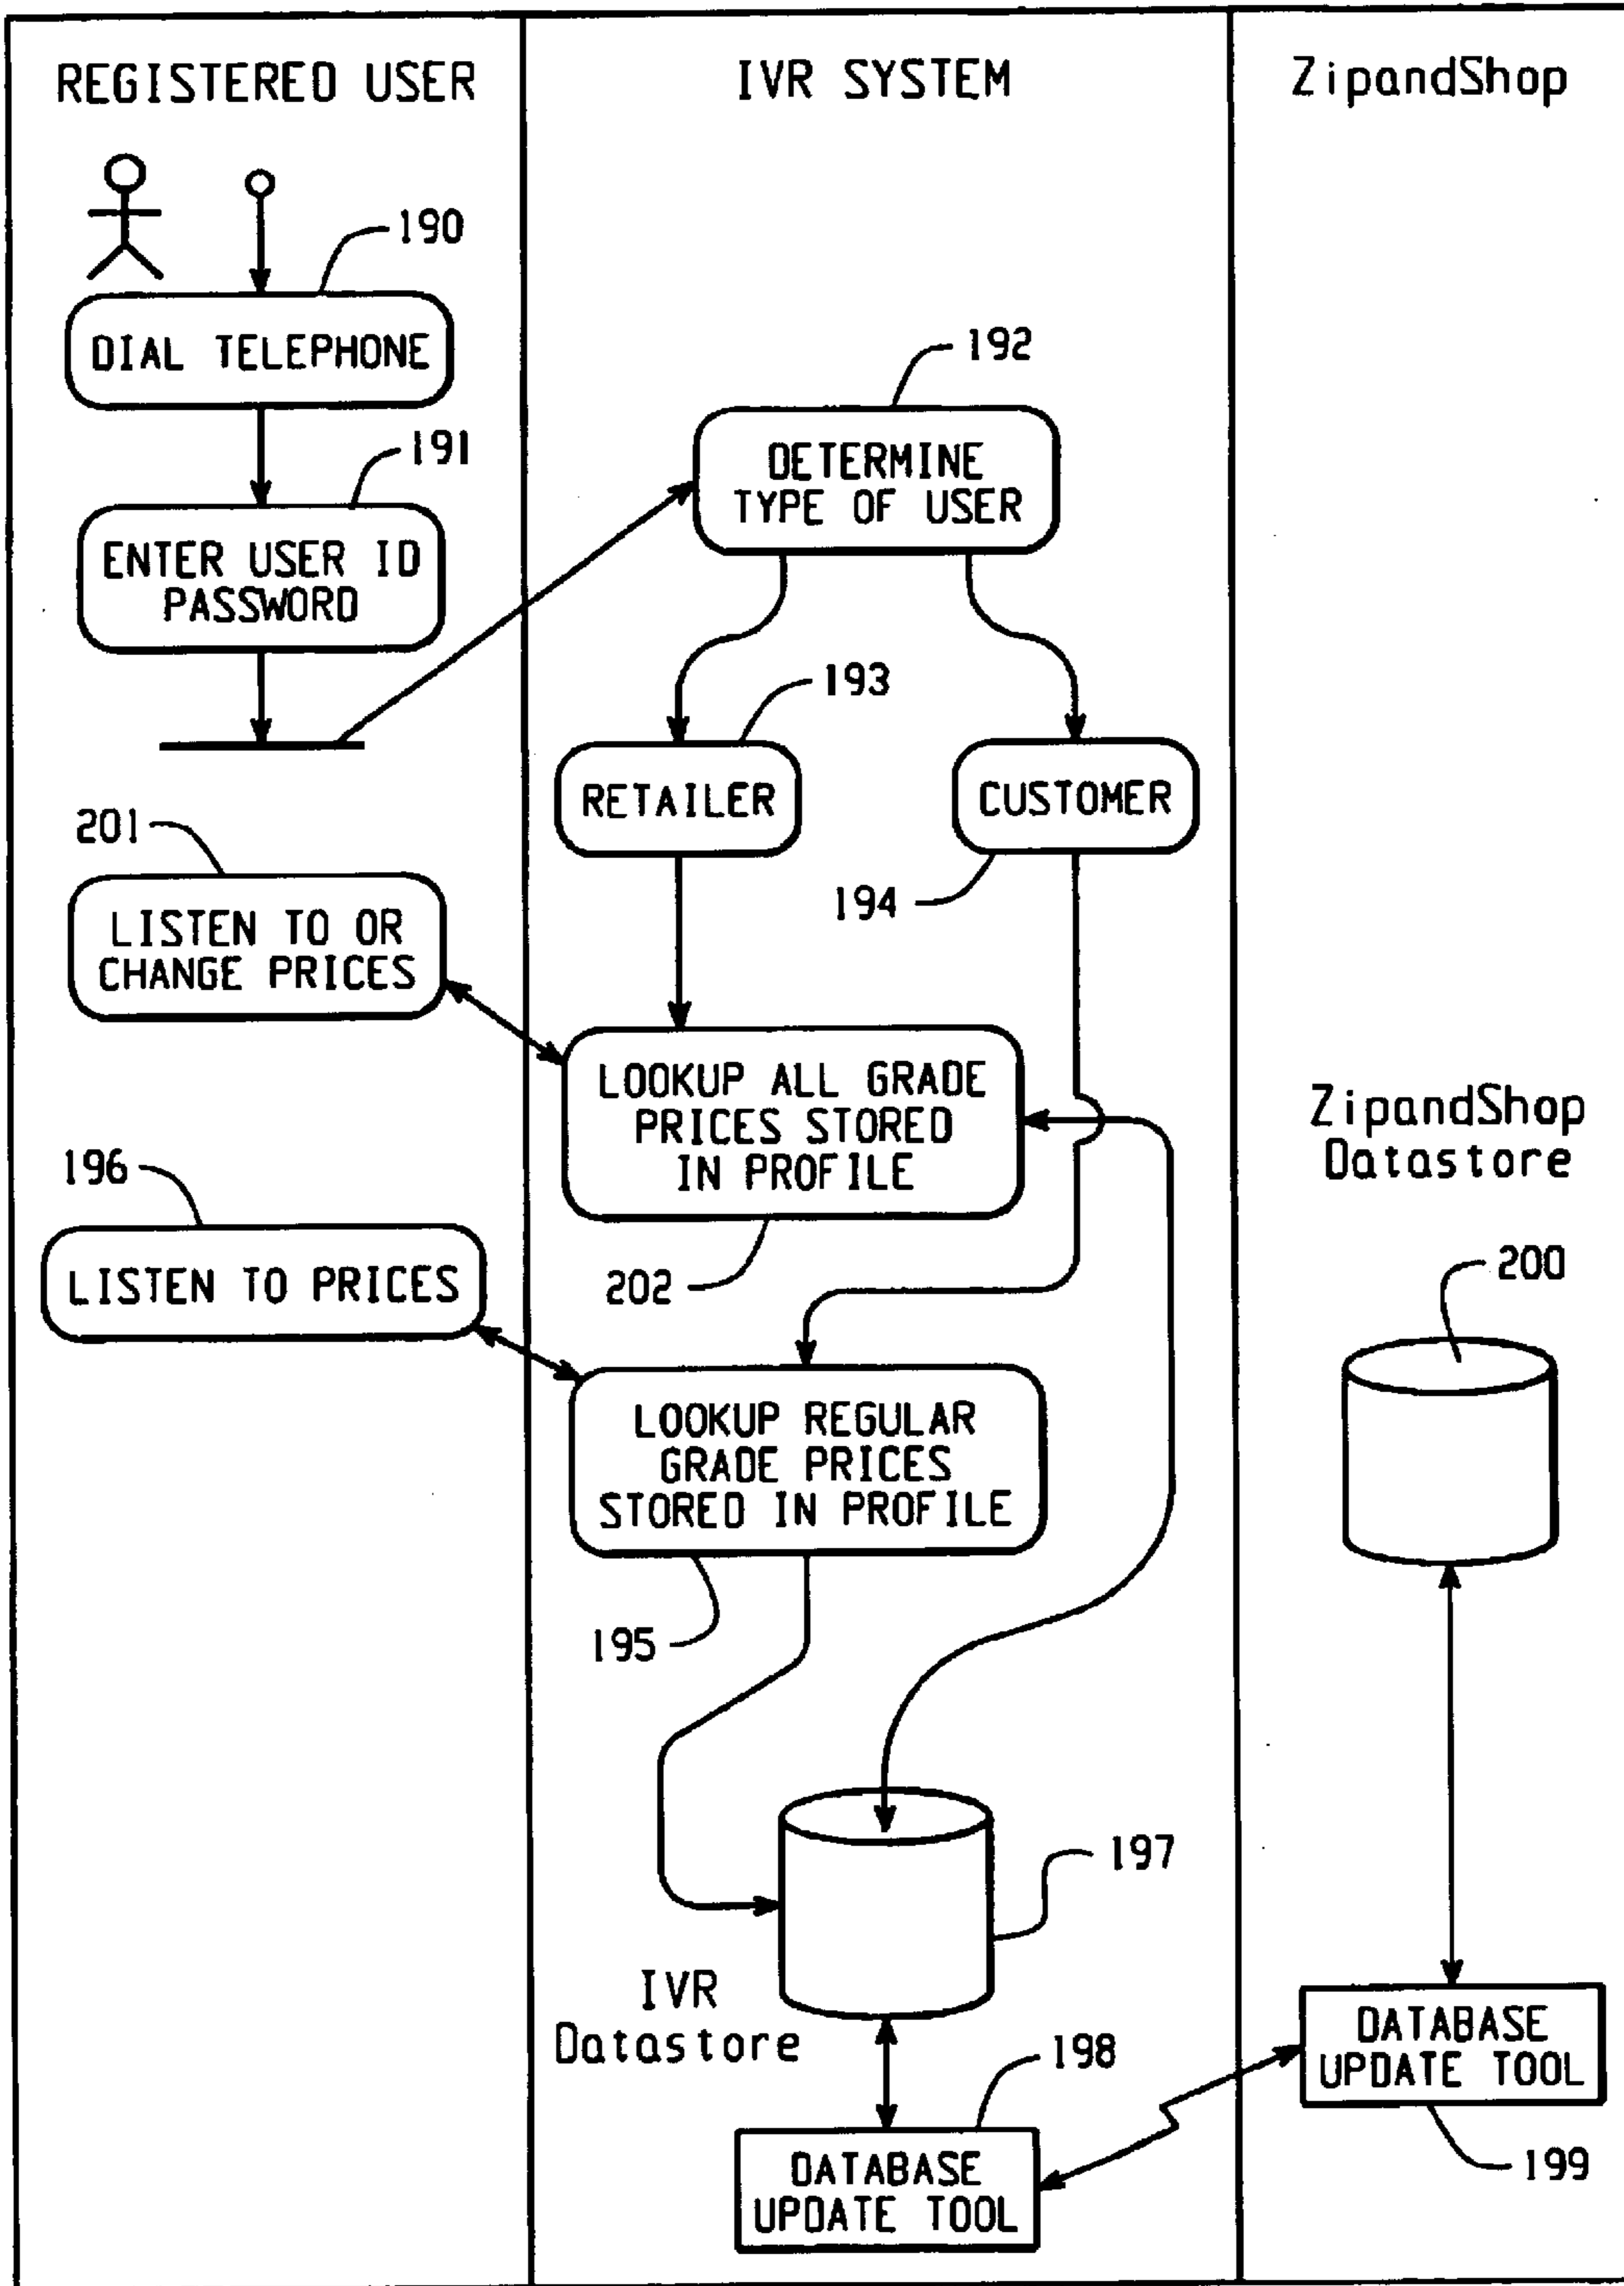 REGISTERED USER
IVR SYSTEM
ZipandShop
190
DIAL TELEPHONE
192
191
DETERMINE
TYPE OF USER
ENTER USER ID
PASSWORD
193
RETAILER
CUSTOMER
201
194
LISTEN TO OR
CHANGE PRICES
LOOKUP ALL GRADE
PRICES STORED
IN PROFILE
ZipandShop
Datastore
196
202
200
LISTEN TO PRICES
LOOKUP REGULAR
GRADE PRICES
STORED IN PROFILE
195
197
IVR
Datastore
198
DATABASE
UPDATE TOOL
199
DATABASE
UPDATE TOOL